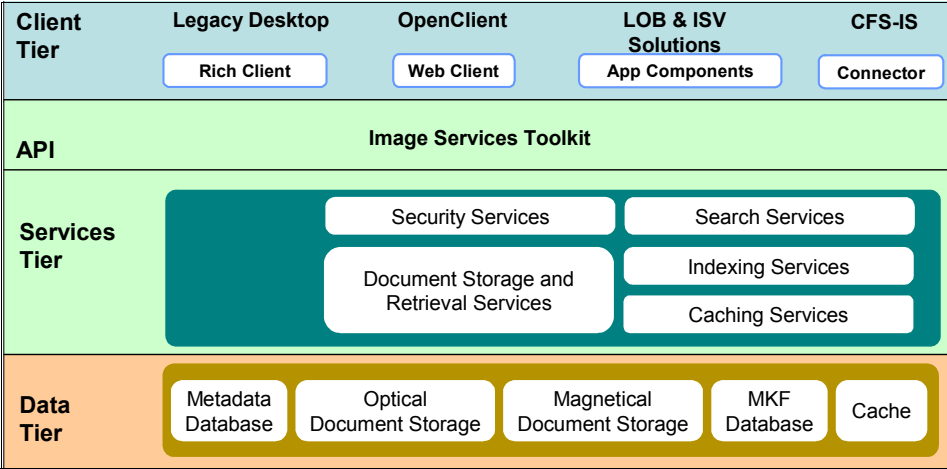 Client
Tier
Legacy Desktop
OpenClient
LOB & ISV
Solutions
CFS-IS
Rich Client
Web Client
App Components
Connector
API
Image Services Toolkit
Services
Tier
Security Services
Search Services
Document Storage and
Retrieval Services
Indexing Services
Caching Services
Data
Tier
Metadata
Database
Optical
Document Storage
Magnetical
Document Storage
MKF
Database
Cache